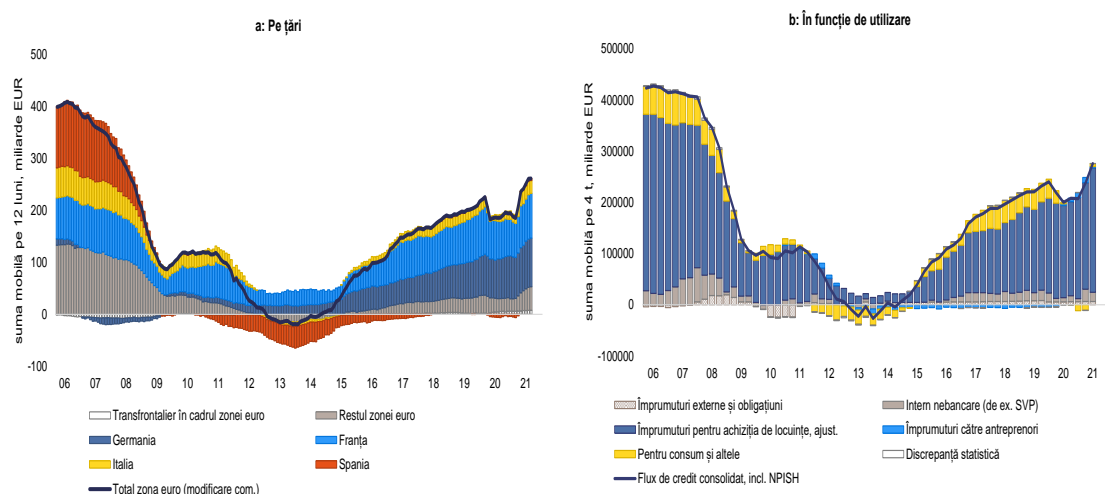 a: Pe țări
suma mobilă pe 12 luni, miliarde EUR
500
400
300
200
100
0
-100
06 07 08 09 10 11 12 13 14 15 16 17 18 19 20 21
Transfrontalier în cadrul zonei euro
Restul zonei euro
Germania
Franța
Italia
Spania
Total zona euro (modificare com.)
b: În funcție de utilizare
suma mobilă pe 4 t, miliarde EUR
500000
400000
300000
200000
100000
0
-100000
06 07 08 09 10 11 12 13 14 15 16 17 18 19 20 21
Împrumuturi externe și obligațiuni
Intern nebancare (de ex. SVP)
Împrumuturi pentru achiziția de locuințe, ajust.
Împrumuturi către antreprenori
Pentru consum și altele
Discrepanță statistică
Flux de credit consolidat, incl. NPISH